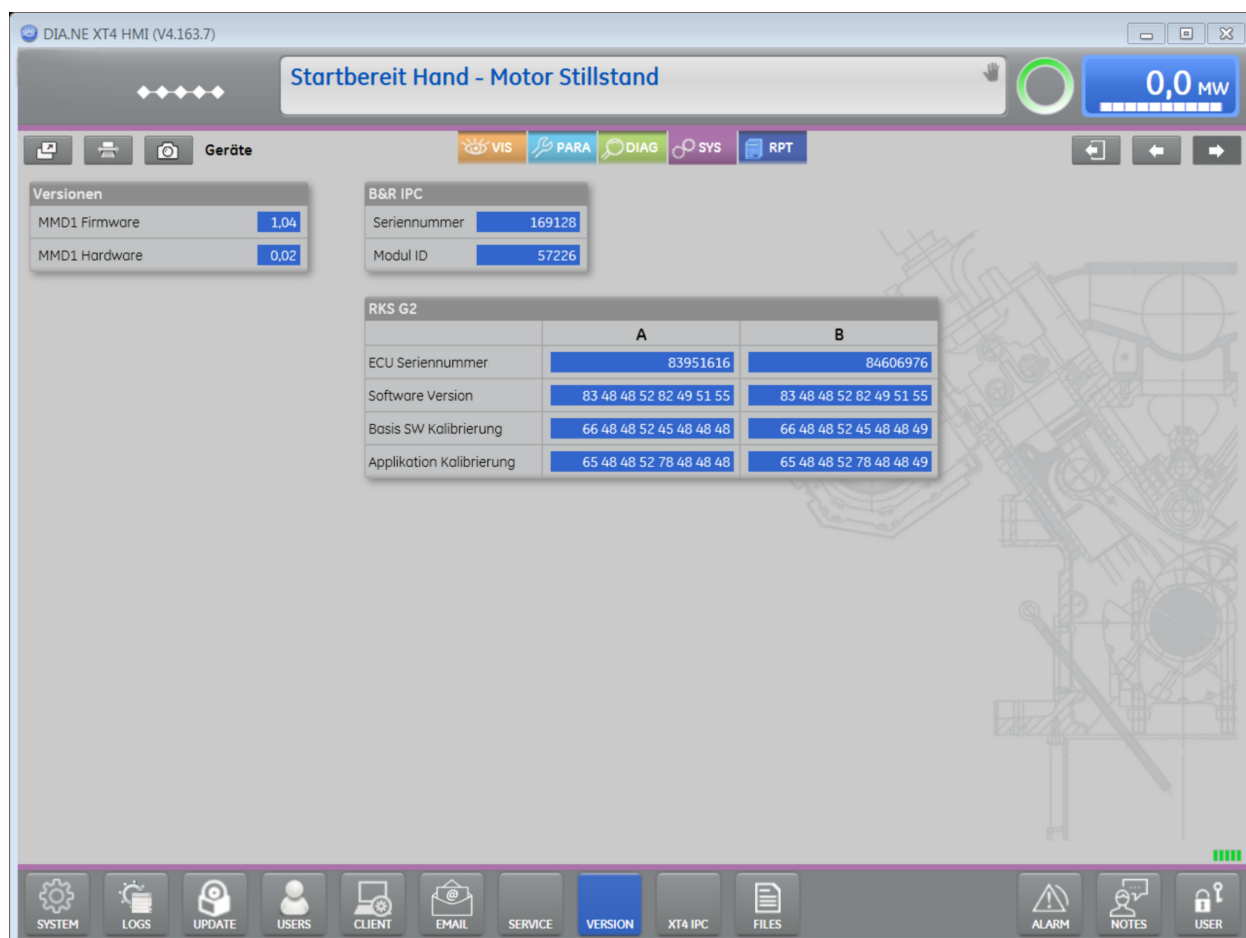 DIA.NE XT4 HMI (V4.163.7)
Startbereit Hand - Motor Stillstand
0,0 MW
Geräte
VIS PARA DIAG SYS RPT
Versionen
MMD1 Firmware 1,04
MMD1 Hardware 0,02
B&R IPC
Seriennummer 169128
Modul ID 57226
RKS G2
A B
ECU Seriennummer 83951616 84606976
Software Version 83 48 48 52 82 49 51 55 83 48 48 52 82 49 51 55
Basis SW Kalibrierung 66 48 48 52 45 48 48 48 66 48 48 52 45 48 48 49
Applikation Kalibrierung 65 48 48 52 78 48 48 48 65 48 48 52 78 48 48 49
SYSTEM LOGS UPDATE USERS CLIENT EMAIL SERVICE VERSION XT4 IPC FILES ALARM NOTES USER